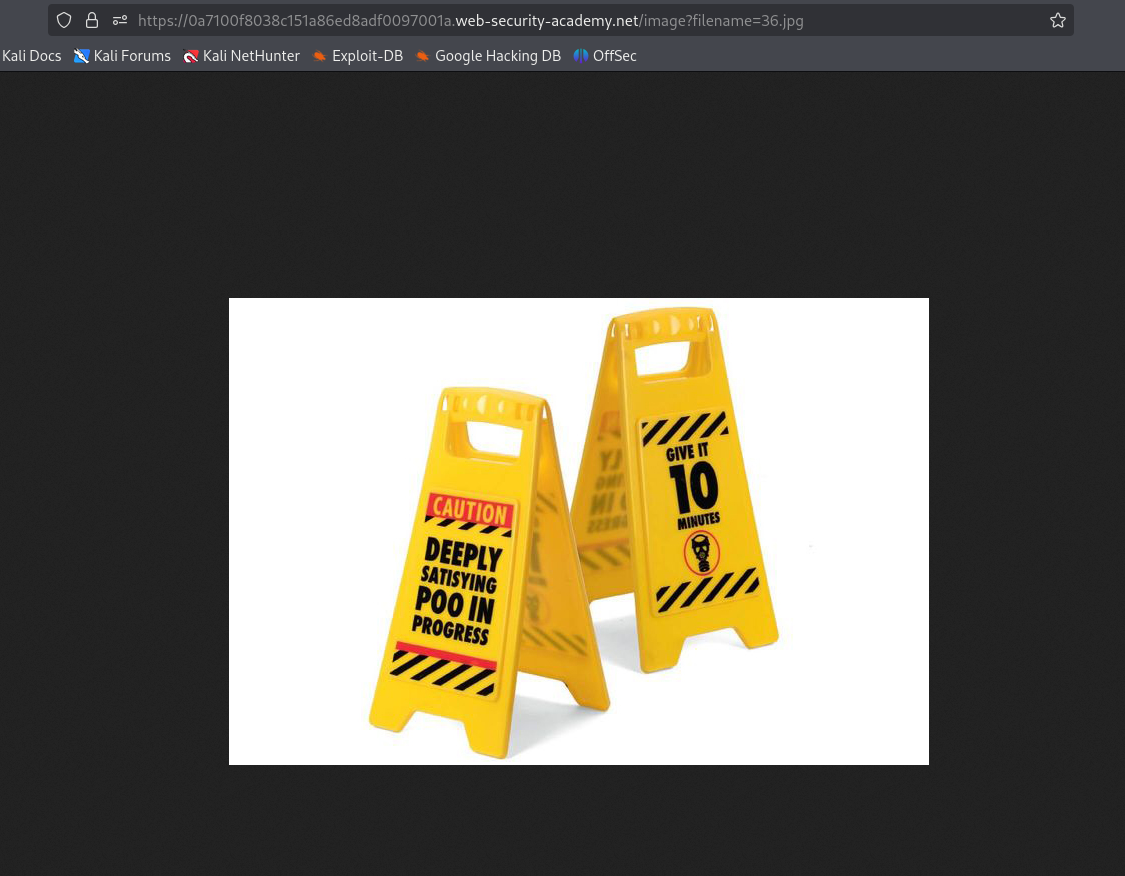 https://0a7100f8038c151a86ed8adf0097001a.web-security-academy.net/image?filename=36.jpg
Kali Docs Kali Forums Kali NetHunter Exploit-DB Google Hacking DB OffSec
CAUTION
DEEPLY
SATISYING
POO IN
PROGRESS
GIVE IT
10
MINUTES